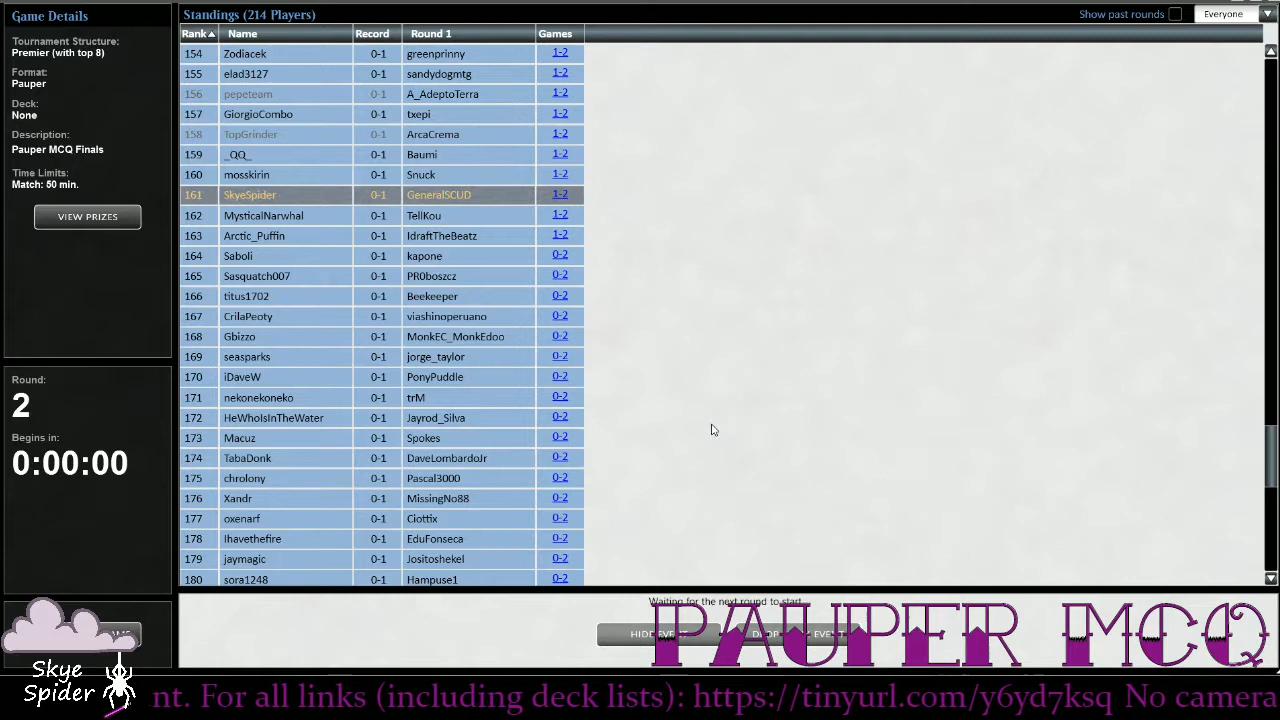 Game Details
Tournament Structure:
Premier (with top 8)
Format:
Pauper
Deck:
None
Description:
Pauper MCQ Finals
Time Limits:
Match: 50 min.
VIEW PRIZES
Round:
2
Begins in:
0:00:00
Standings (214 Players)
Show past rounds
Everyone
Rank Name Record Round 1 Games
154 Zodiacek 0-1 greenprinny 1-2
155 elad3127 0-1 sandydogmtg 1-2
156 pepeteam 0-1 A_AdeptoTerra 1-2
157 GiorgioCombo 0-1 txepi 1-2
158 TopGrinder 0-1 ArcaCrema 1-2
159 _QQ_ 0-1 Baumi 1-2
160 mosskirin 0-1 Snuck 1-2
161 SkyeSpider 0-1 GeneralSCUD 1-2
162 MysticalNarwhal 0-1 TellKou 1-2
163 Arctic_Puffin 0-1 IdraftTheBeatz 1-2
164 Saboli 0-1 kapone 0-2
165 Sasquatch007 0-1 PR0boszcz 0-2
166 titus1702 0-1 Beekeeper 0-2
167 CrilaPeoty 0-1 viashinoperuano 0-2
168 Gbizzo 0-1 MonkEC_MonkEdoo 0-2
169 seasparks 0-1 jorge_taylor 0-2
170 iDaveW 0-1 PonyPuddle 0-2
171 nekonekoneko 0-1 trM 0-2
172 HeWhoIsInTheWater 0-1 Jayrod_Silva 0-2
173 Macuz 0-1 Spokes 0-2
174 TabaDonk 0-1 DaveLombardoJr 0-2
175 chrolony 0-1 Pascal3000 0-2
176 Xandr 0-1 MissingNo88 0-2
177 oxenarf 0-1 Ciottix 0-2
178 Ihavethefire 0-1 EduFonseca 0-2
179 jaymagic 0-1 Jositoshekel 0-2
180 sora1248 0-1 Hampuse1 0-2
Waiting for the next round to start
PAUPER MCQ
Skye
Spider
nt. For all links (including deck lists): https://tinyurl.com/y6yd7ksq No camera